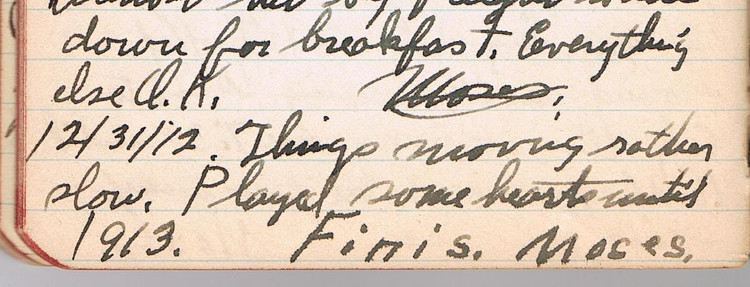 down for breakfast. Everything
else O.K. Moses.
12/31/12. Things moving rather
slow. Played some hearts until
1913. Finis. Moses.